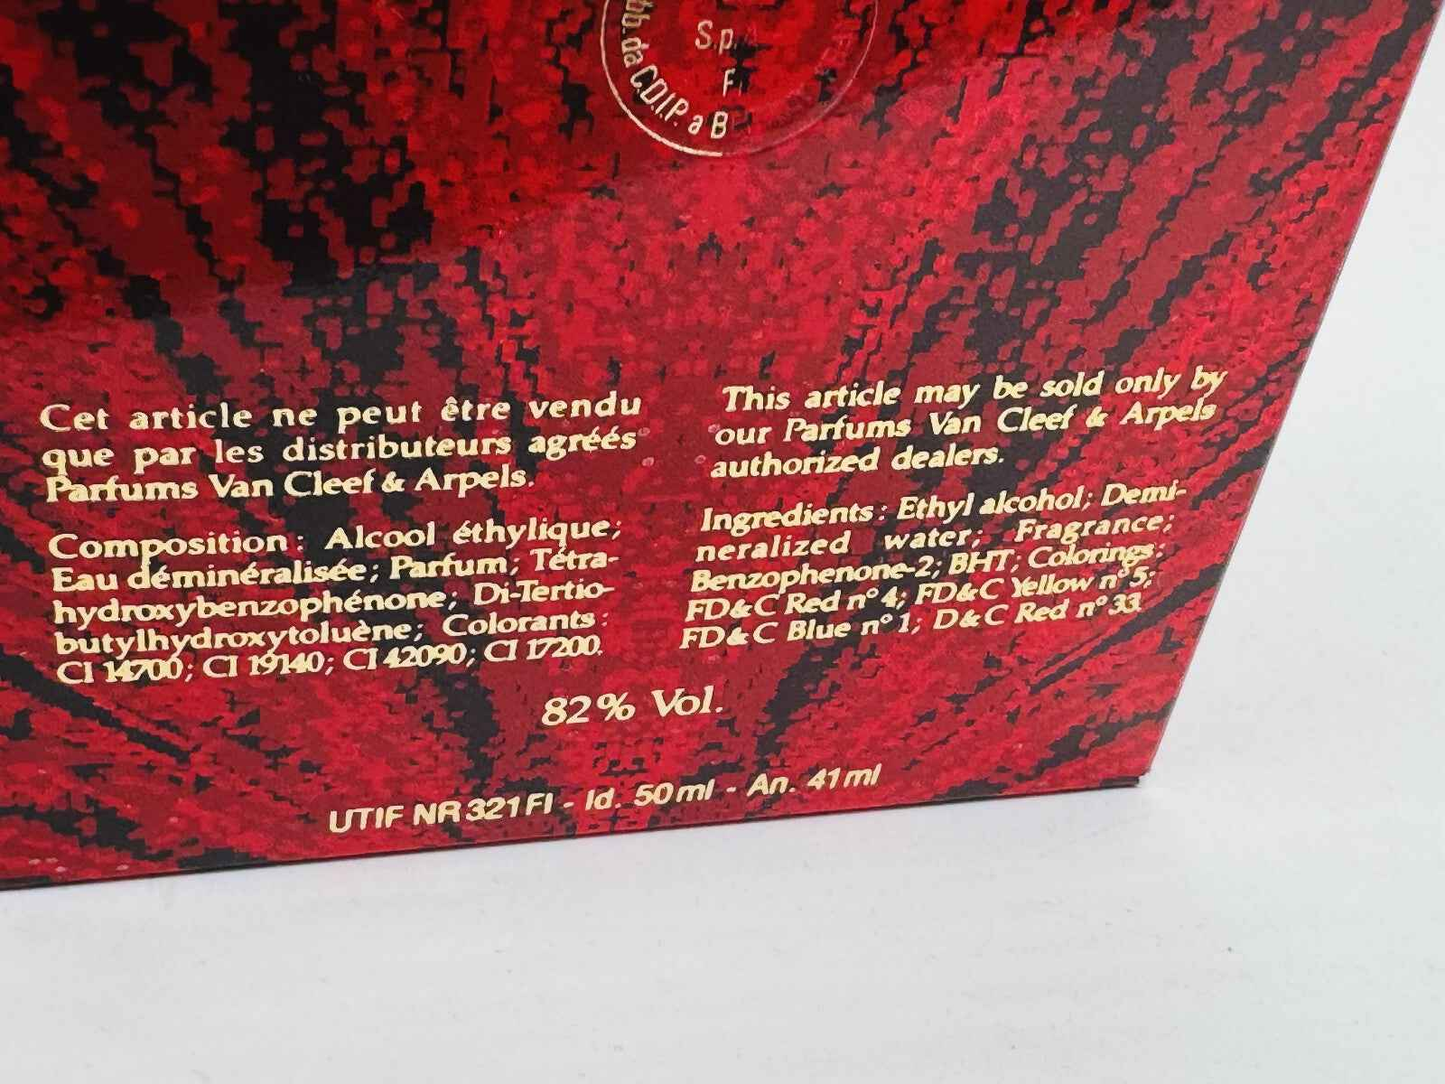 bb. da C.D.I.P. a B
S.p.A
F
Cet article ne peut être vendu
que par les distributeurs agréés
Parfums Van Cleef & Arpels.
Composition : Alcool éthylique;
Eau déminéralisée; Parfum; Tétra-
hydroxybenzophénone; Di-Tertio-
butylhydroxytoluène; Colorants :
CI 14700; CI 19140; CI 42090; CI 17200.
This article may be sold only by
our Parfums Van Cleef & Arpels
authorized dealers.
Ingredients : Ethyl alcohol; Demi-
neralized water; Fragrance;
Benzophenone-2; BHT; Colorings:
FD&C Red n° 4; FD&C Yellow n° 5;
FD&C Blue n° 1; D&C Red n° 33.
82% Vol.
UTIF NR 321 FI - Id. 50 ml - An. 41 ml